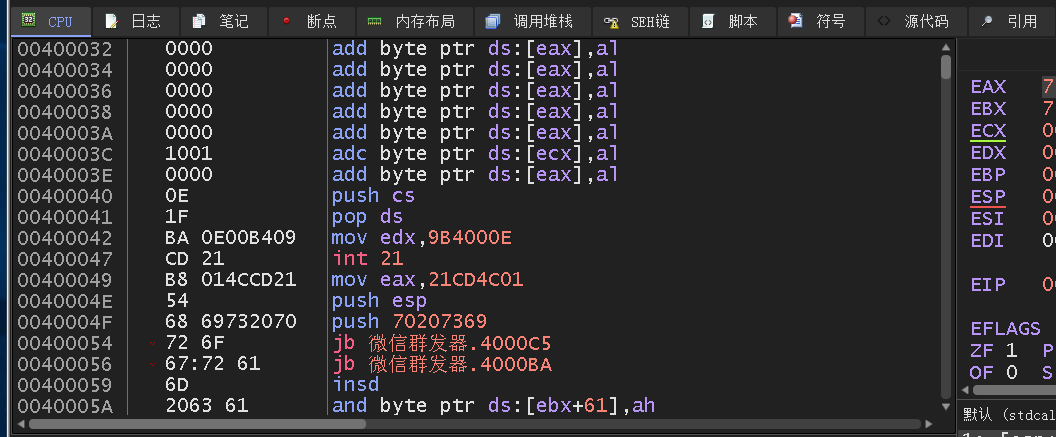 CPU 日志 笔记 断点 内存布局 调用堆栈 SEH链 脚本 符号 源代码 引用
00400032 0000 add byte ptr ds:[eax],al
00400034 0000 add byte ptr ds:[eax],al
00400036 0000 add byte ptr ds:[eax],al
00400038 0000 add byte ptr ds:[eax],al
0040003A 0000 add byte ptr ds:[eax],al
0040003C 1001 adc byte ptr ds:[ecx],al
0040003E 0000 add byte ptr ds:[eax],al
00400040 0E push cs
00400041 1F pop ds
00400042 BA 0E00B409 mov edx,9B4000E
00400047 CD 21 int 21
00400049 B8 014CCD21 mov eax,21CD4C01
0040004E 54 push esp
0040004F 68 69732070 push 70207369
00400054 72 6F jb 微信群发器.4000C5
00400056 67:72 61 jb 微信群发器.4000BA
00400059 6D insd
0040005A 2063 61 and byte ptr ds:[ebx+61],ah
EAX 7
EBX 7
ECX 0
EDX 0
EBP 0
ESP 0
ESI 0
EDI 0
EIP 0
EFLAGS
ZF 1 P
OF 0 S
默认 (stdcal